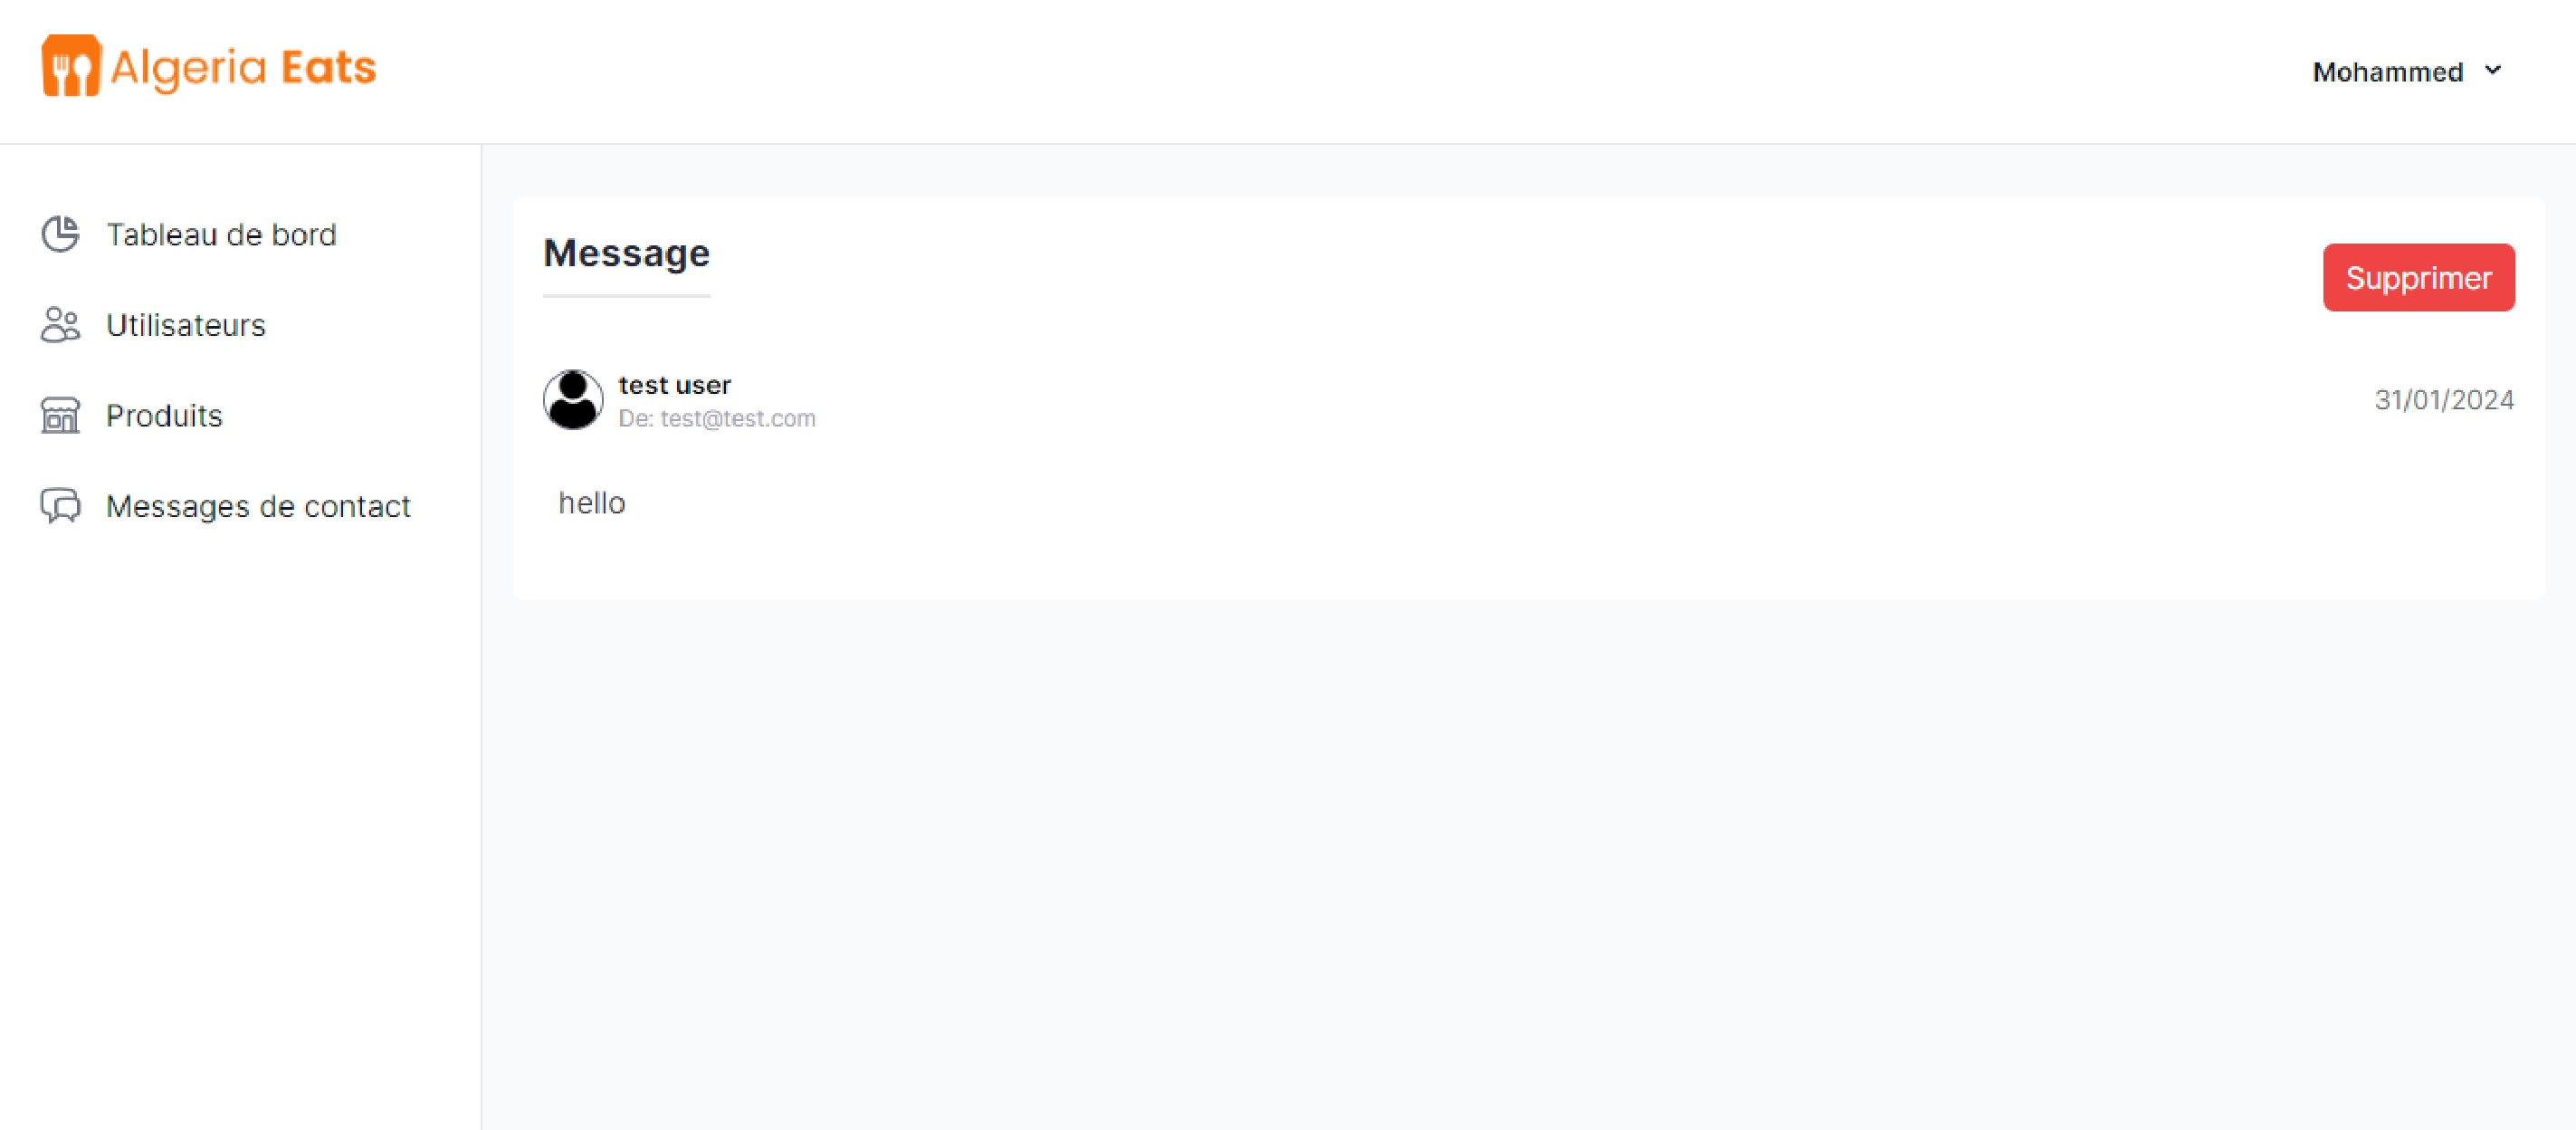 Algeria Eats
Mohammed
Tableau de bord
Utilisateurs
Produits
Messages de contact
Message
Supprimer
test user
De: test@test.com
31/01/2024
hello